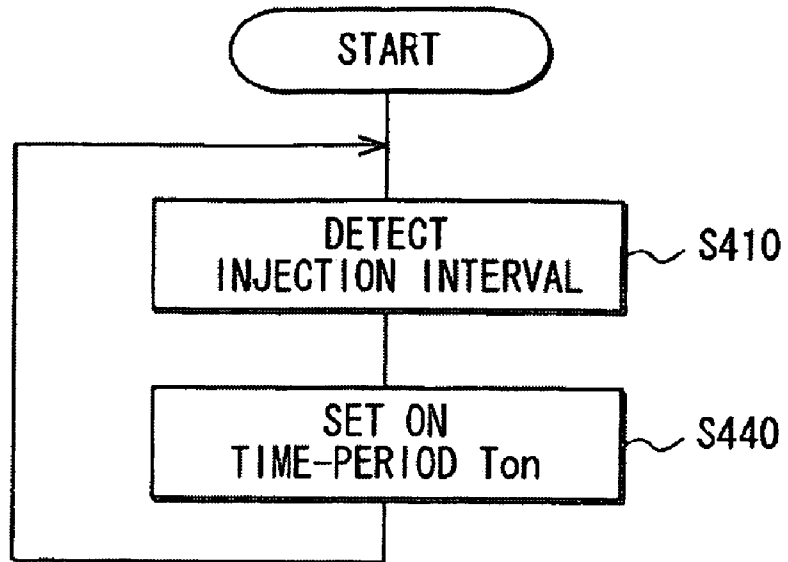 START
DETECT
INJECTION INTERVAL
S410
SET ON
TIME-PERIOD Ton
S440